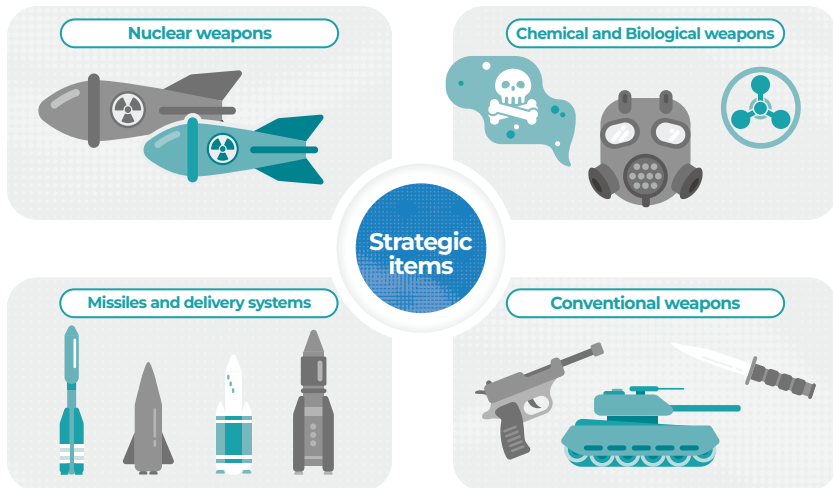 Nuclear weapons
Chemical and Biological weapons
Strategic
items
Missiles and delivery systems
Conventional weapons